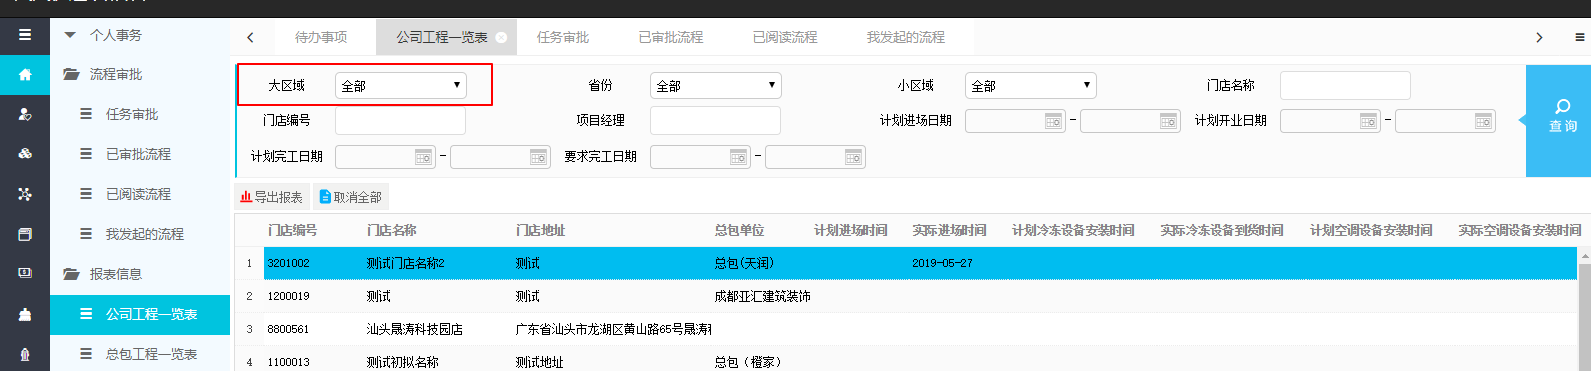 个人事务
流程审批
任务审批
已审批流程
已阅读流程
我发起的流程
报表信息
公司工程一览表
总包工程一览表
待办事项 公司工程一览表 任务审批 已审批流程 已阅读流程 我发起的流程
大区域 全部 省份 全部 小区域 全部 门店名称
门店编号 项目经理 计划进场日期 - 计划开业日期 -
计划完工日期 - 要求完工日期 -
查询
导出报表 取消全部
门店编号 门店名称 门店地址 总包单位 计划进场时间 实际进场时间 计划冷冻设备安装时间 实际冷冻设备到货时间 计划空调设备安装时间 实际空调设备安装时间
1 3201002 测试门店名称2 测试 总包(天润) 2019-05-27
2 1200019 测试 测试 成都亚汇建筑装饰
3 8800561 汕头晟涛科技园店 广东省汕头市龙湖区黄山路65号晟涛科
4 1100013 测试初拟名称 测试地址 总包（橙家）